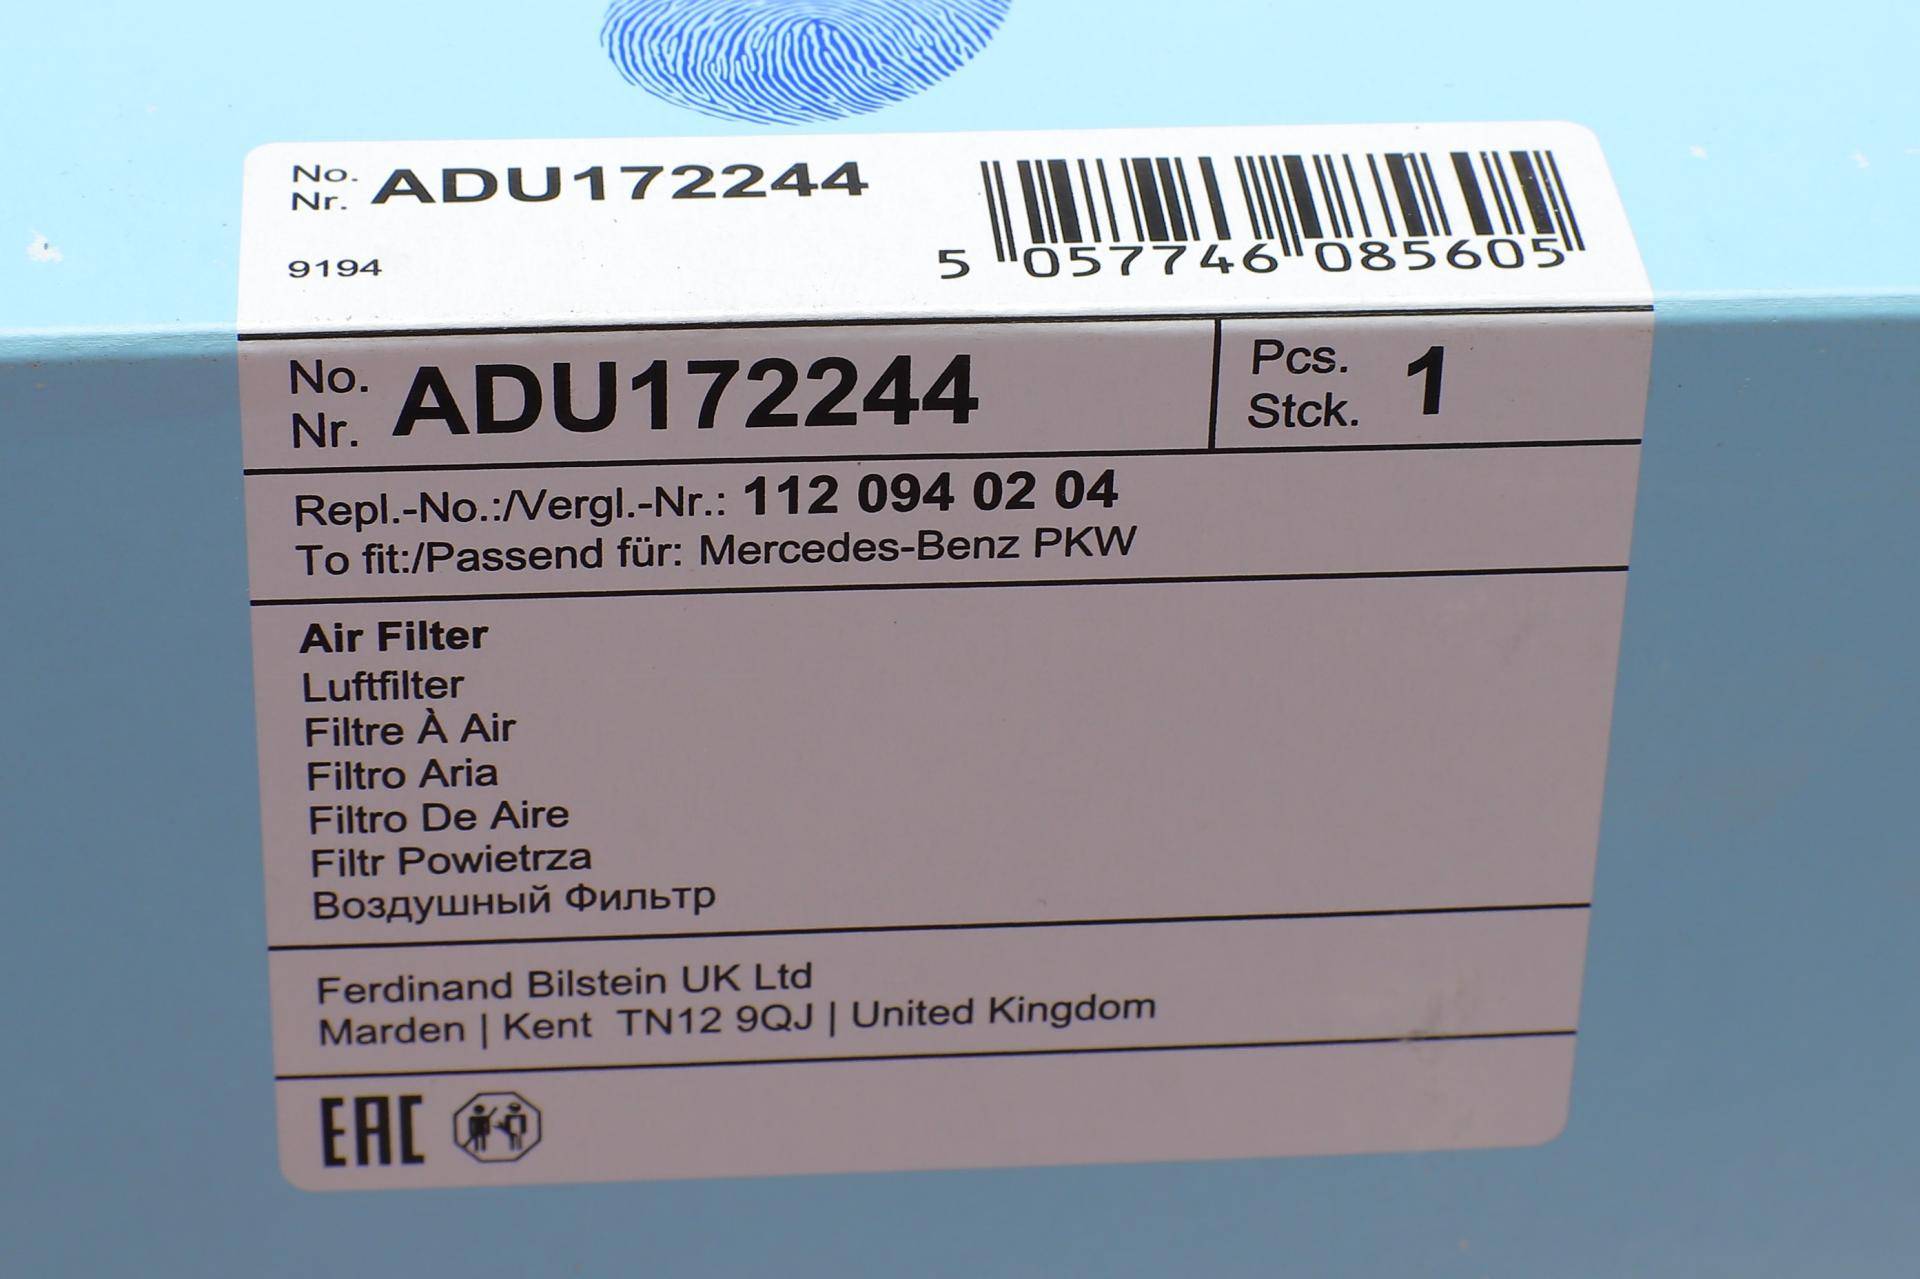 No.
Nr. ADU172244
9194
5 057746 085605
No.
Nr. ADU172244
Pcs.
Stck. 1
Repl.-No.:/Vergl.-Nr.: 112 094 02 04
To fit:/Passend für: Mercedes-Benz PKW
Air Filter
Luftfilter
Filtre À Air
Filtro Aria
Filtro De Aire
Filtr Powietrza
Воздушный Фильтр
Ferdinand Bilstein UK Ltd
Marden | Kent TN12 9QJ | United Kingdom
EAC